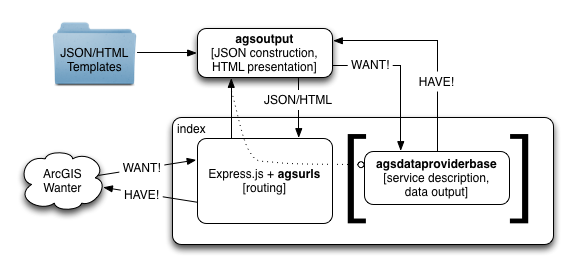 JSON/HTML
Templates
agsoutput
[JSON construction,
HTML presentation]
WANT!
HAVE!
JSON/HTML
index
ArcGIS
Wanter
WANT!
HAVE!
Express.js + agsurls
[routing]
agsdataproviderbase
[service description,
data output]